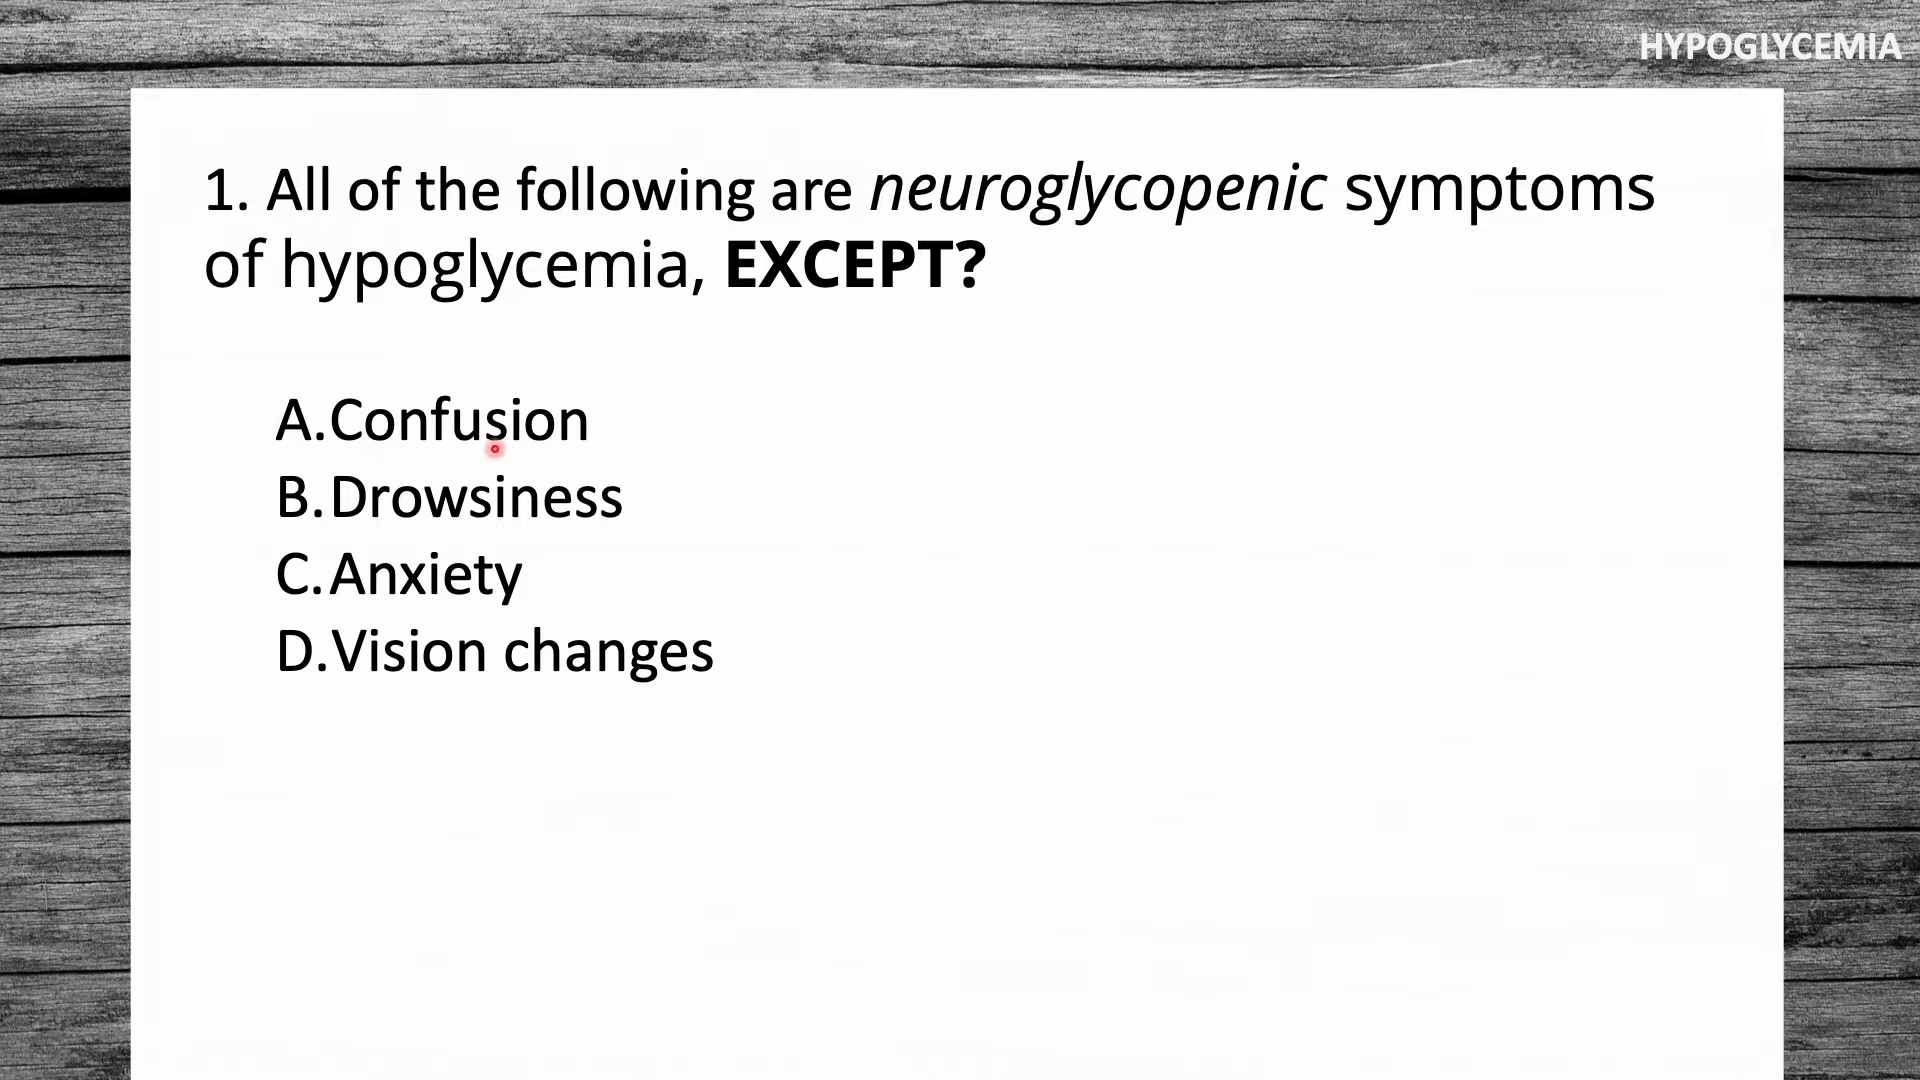 HYPOGLYCEMIA
1. All of the following are neuroglycopenic symptoms
of hypoglycemia, EXCEPT?
A. Confusion
B. Drowsiness
C. Anxiety
D. Vision changes